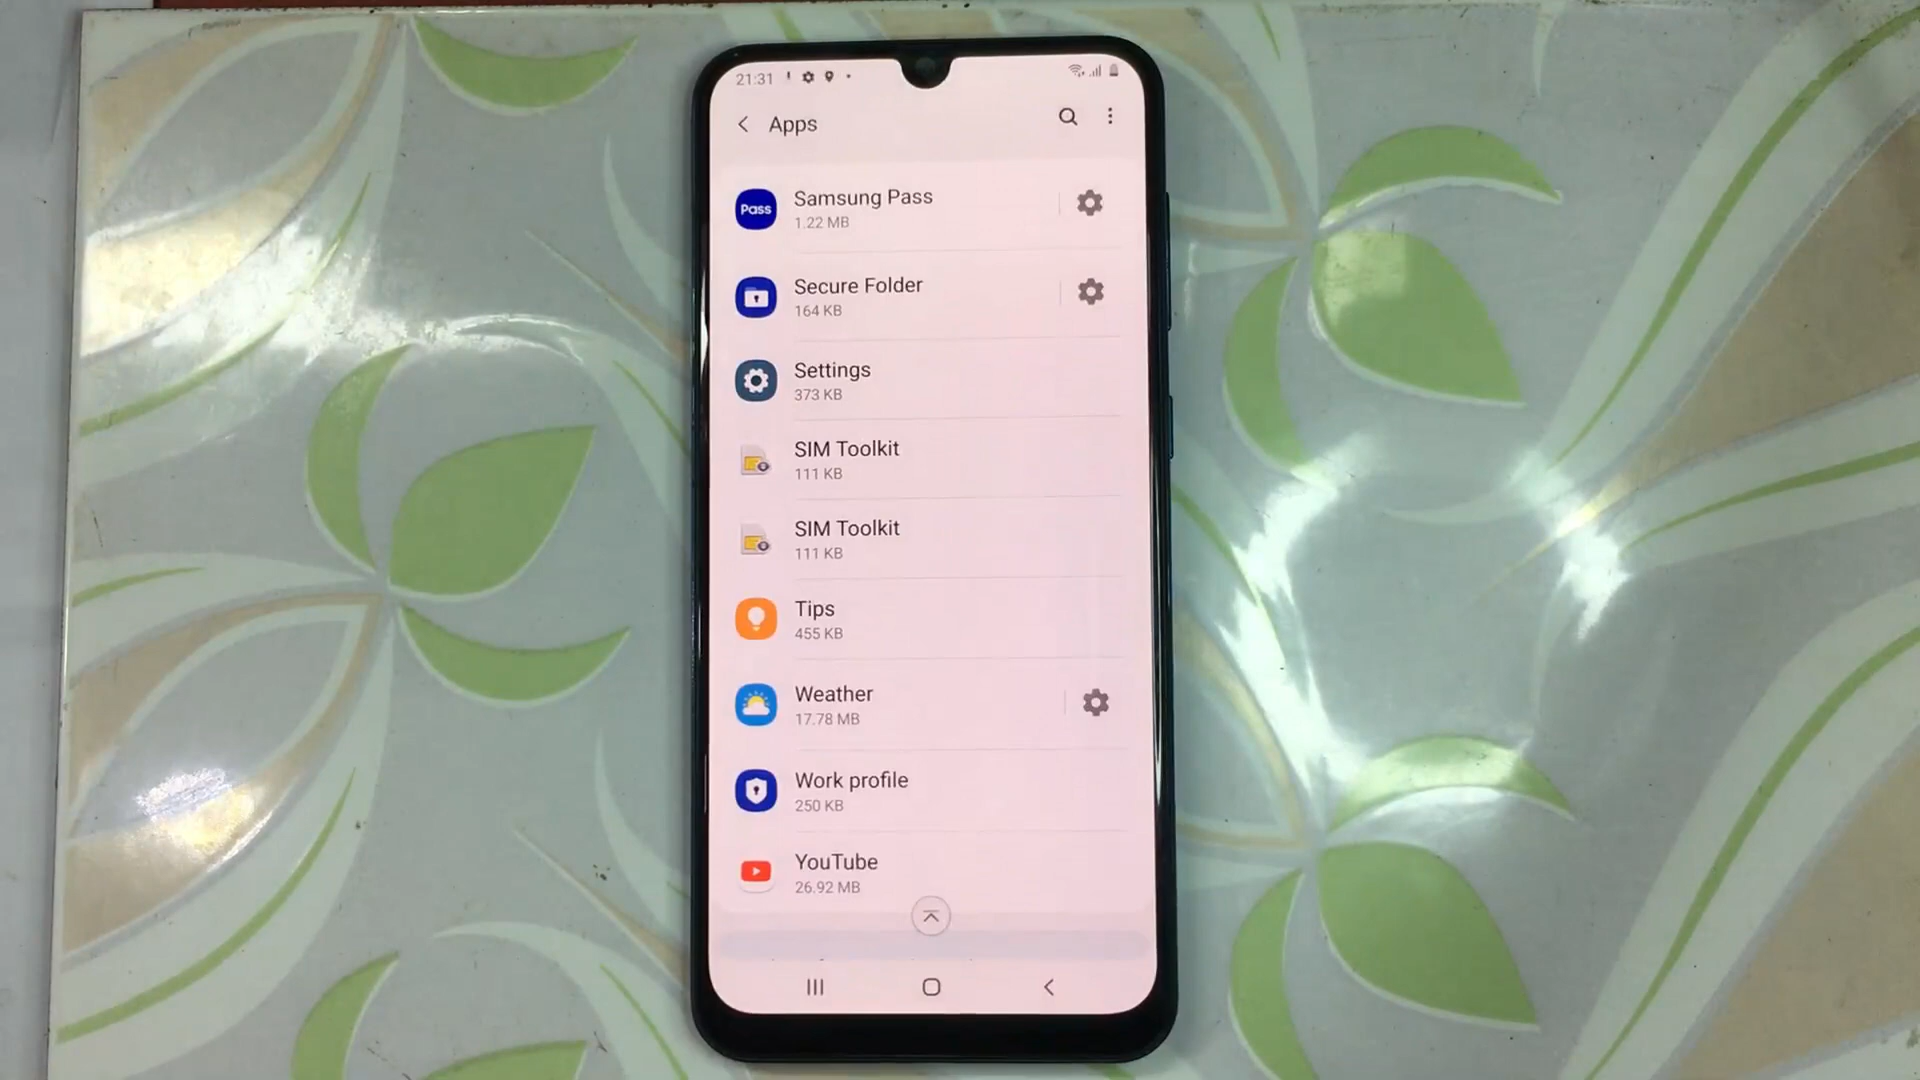 21:31
Apps
Pass
Samsung Pass
1.22 MB
Secure Folder
164 KB
Settings
373 KB
SIM Toolkit
111 KB
SIM Toolkit
111 KB
Tips
455 KB
Weather
17.78 MB
Work profile
250 KB
YouTube
26.92 MB